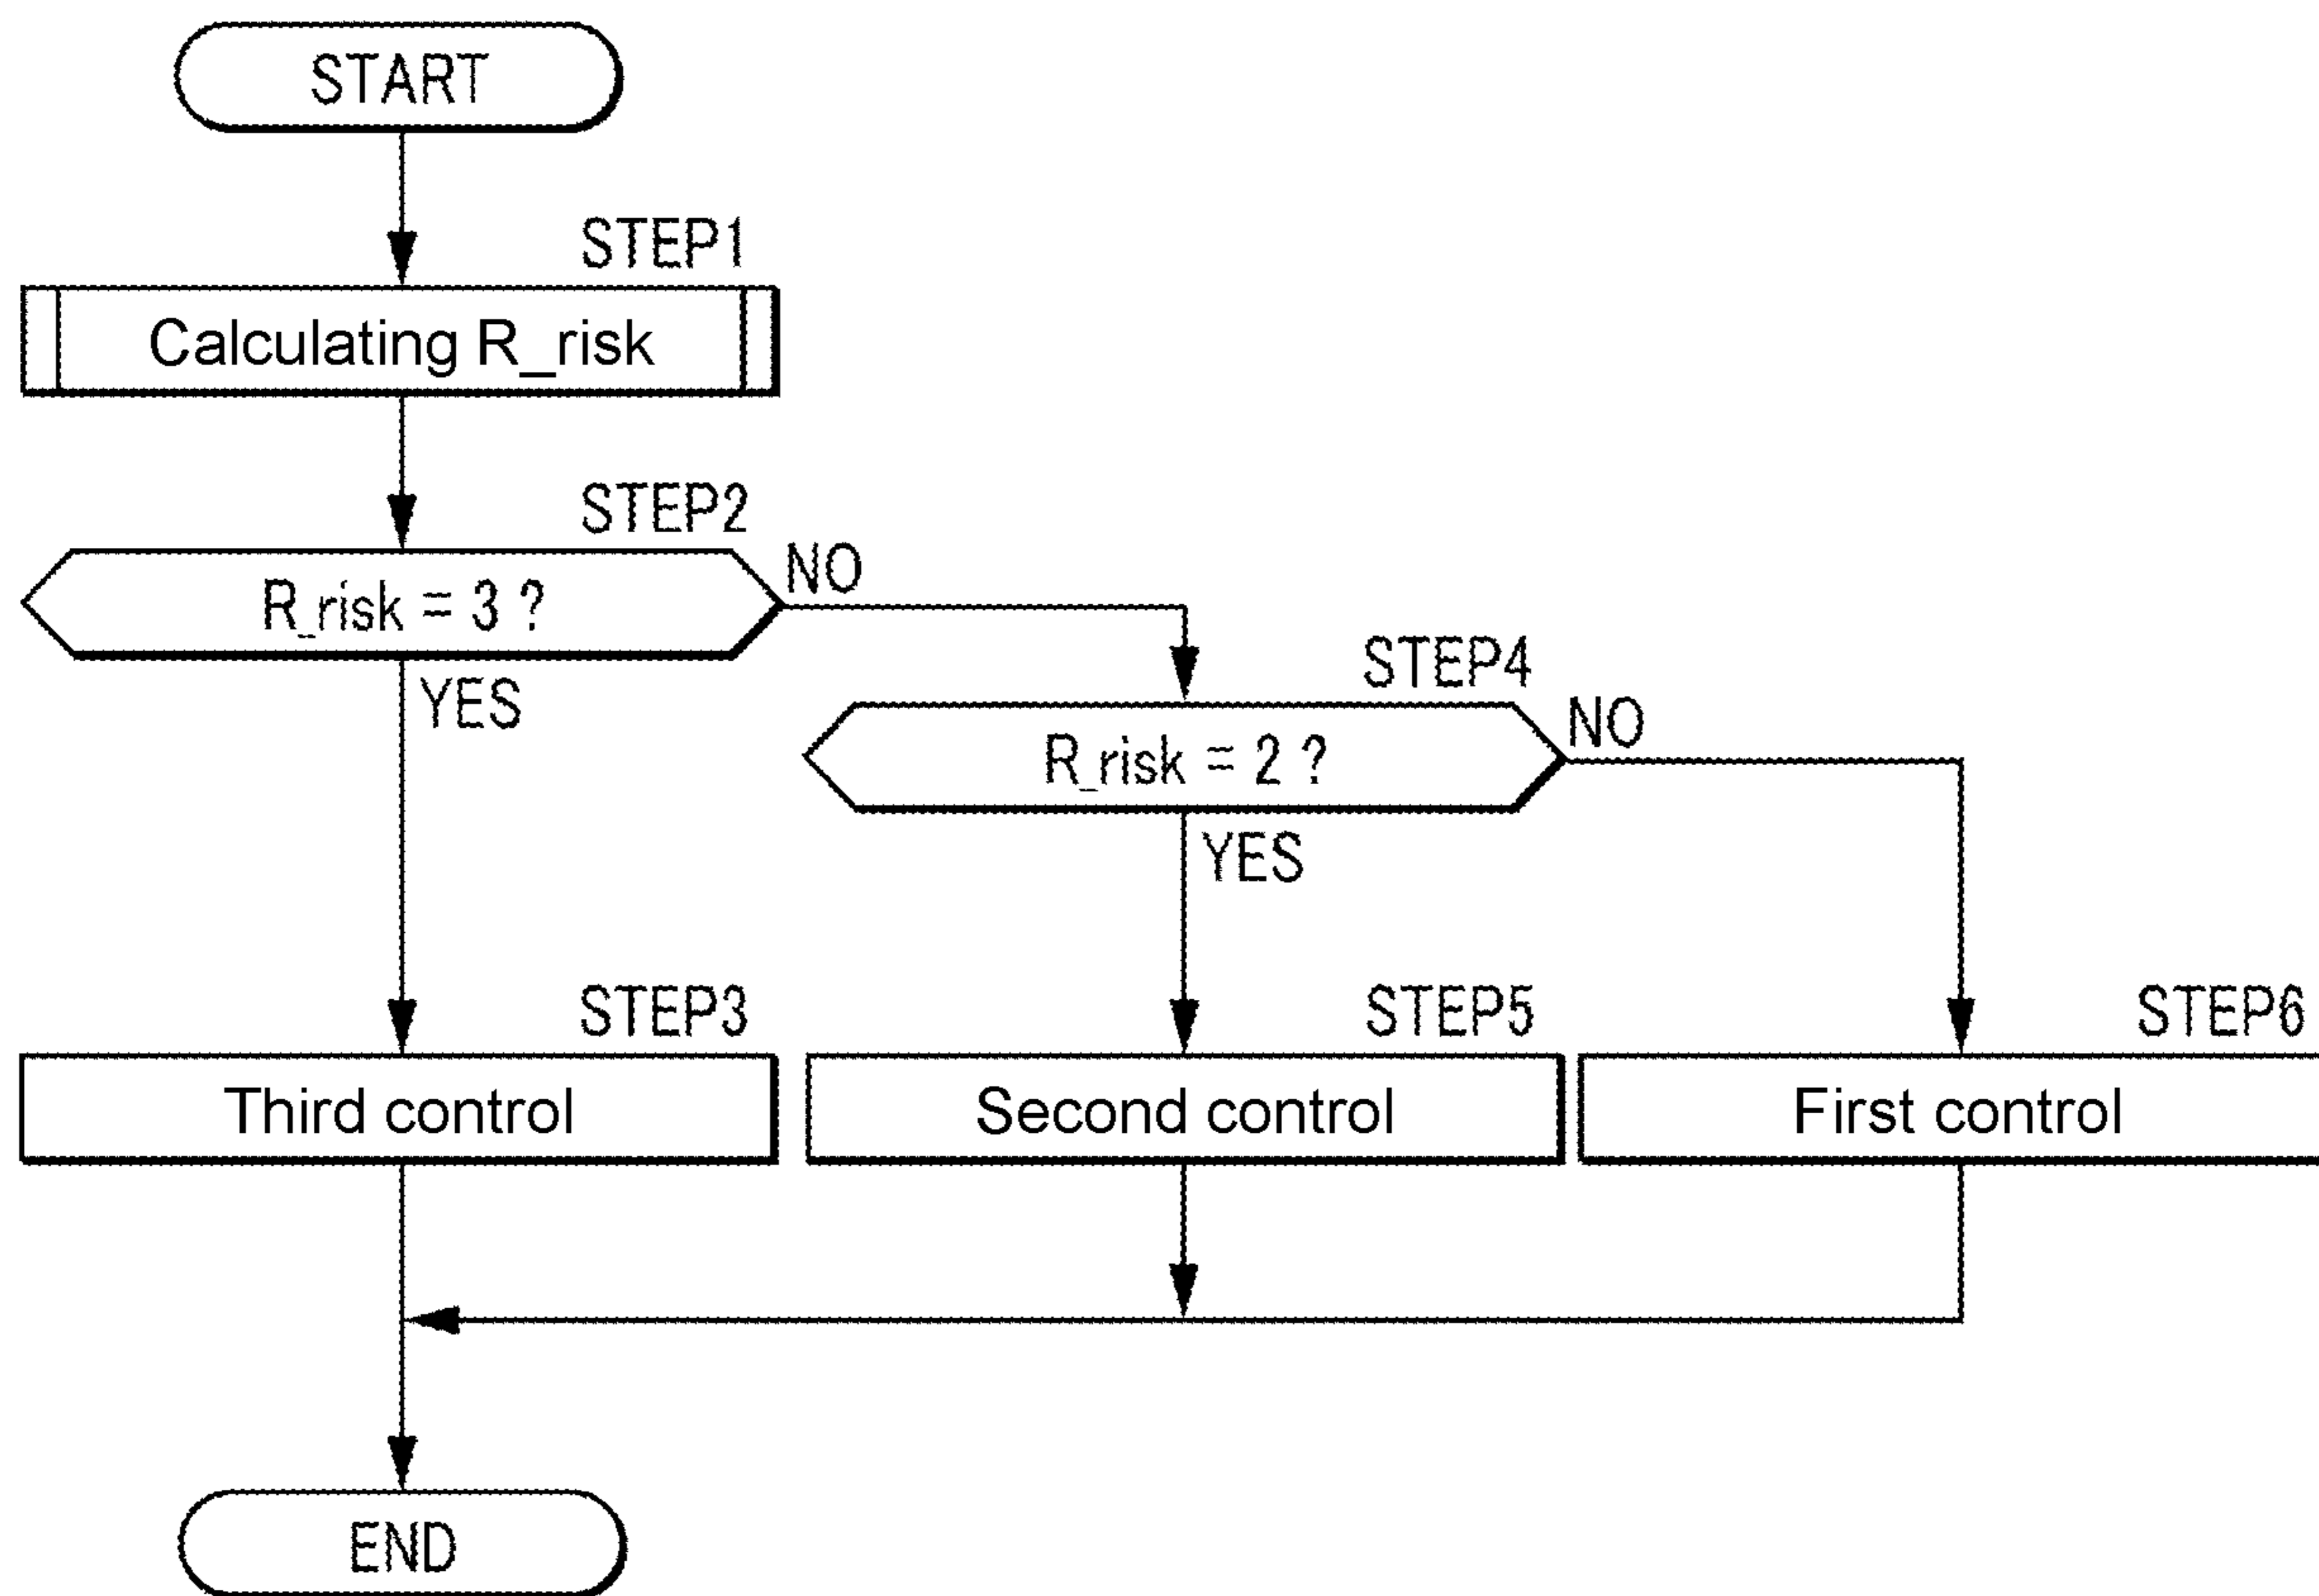 START
STEP1
Calculating R_risk
STEP2
R_risk = 3 ?
NO
YES
STEP4
R_risk = 2 ?
NO
YES
STEP3
Third control
STEP5
Second control
STEP6
First control
END